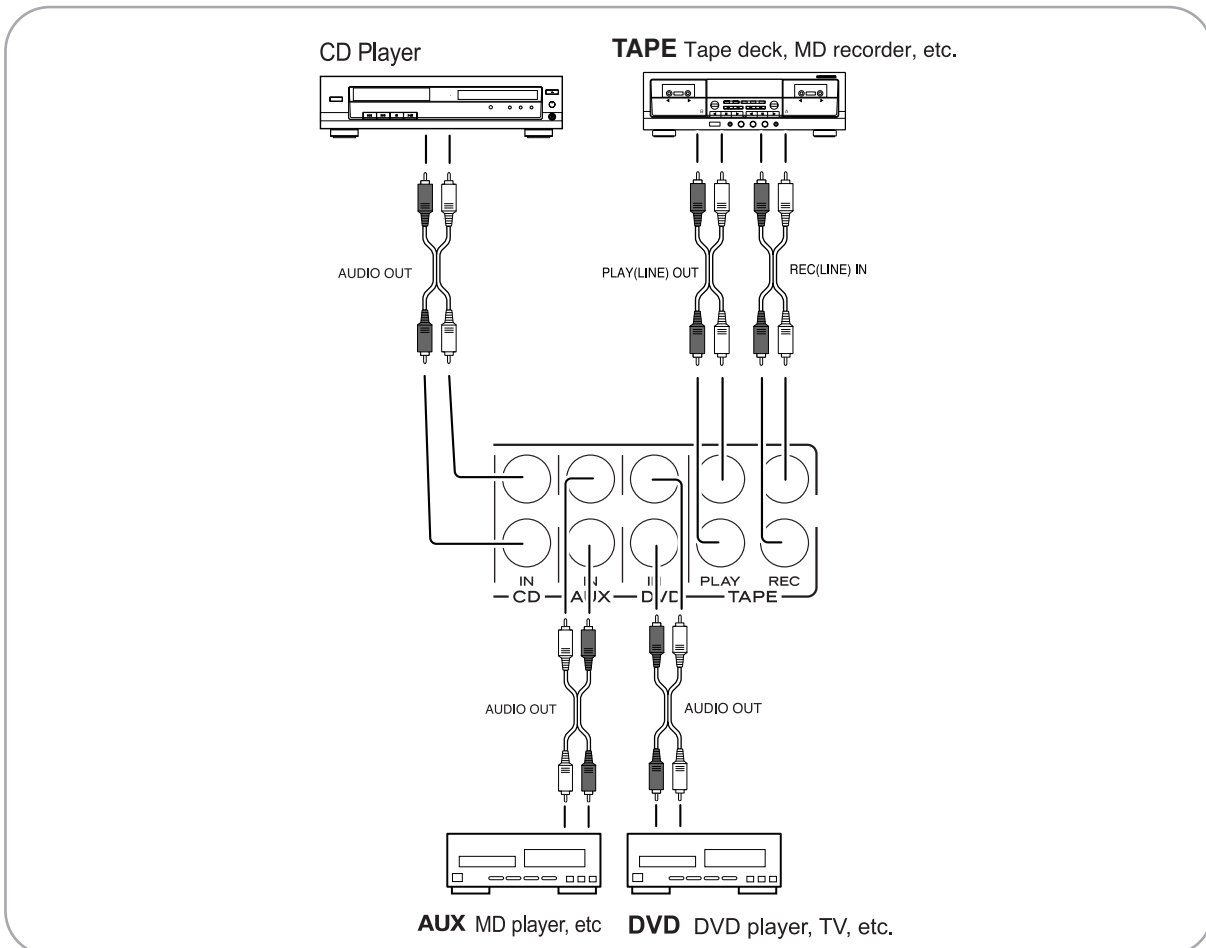 CD Player
TAPE Tape deck, MD recorder, etc.
AUDIO OUT
PLAY(LINE) OUT
REC(LINE) IN
IN IN IN PLAY REC
CD AUX DVD TAPE
AUDIO OUT
AUDIO OUT
AUX MD player, etc
DVD DVD player, TV, etc.